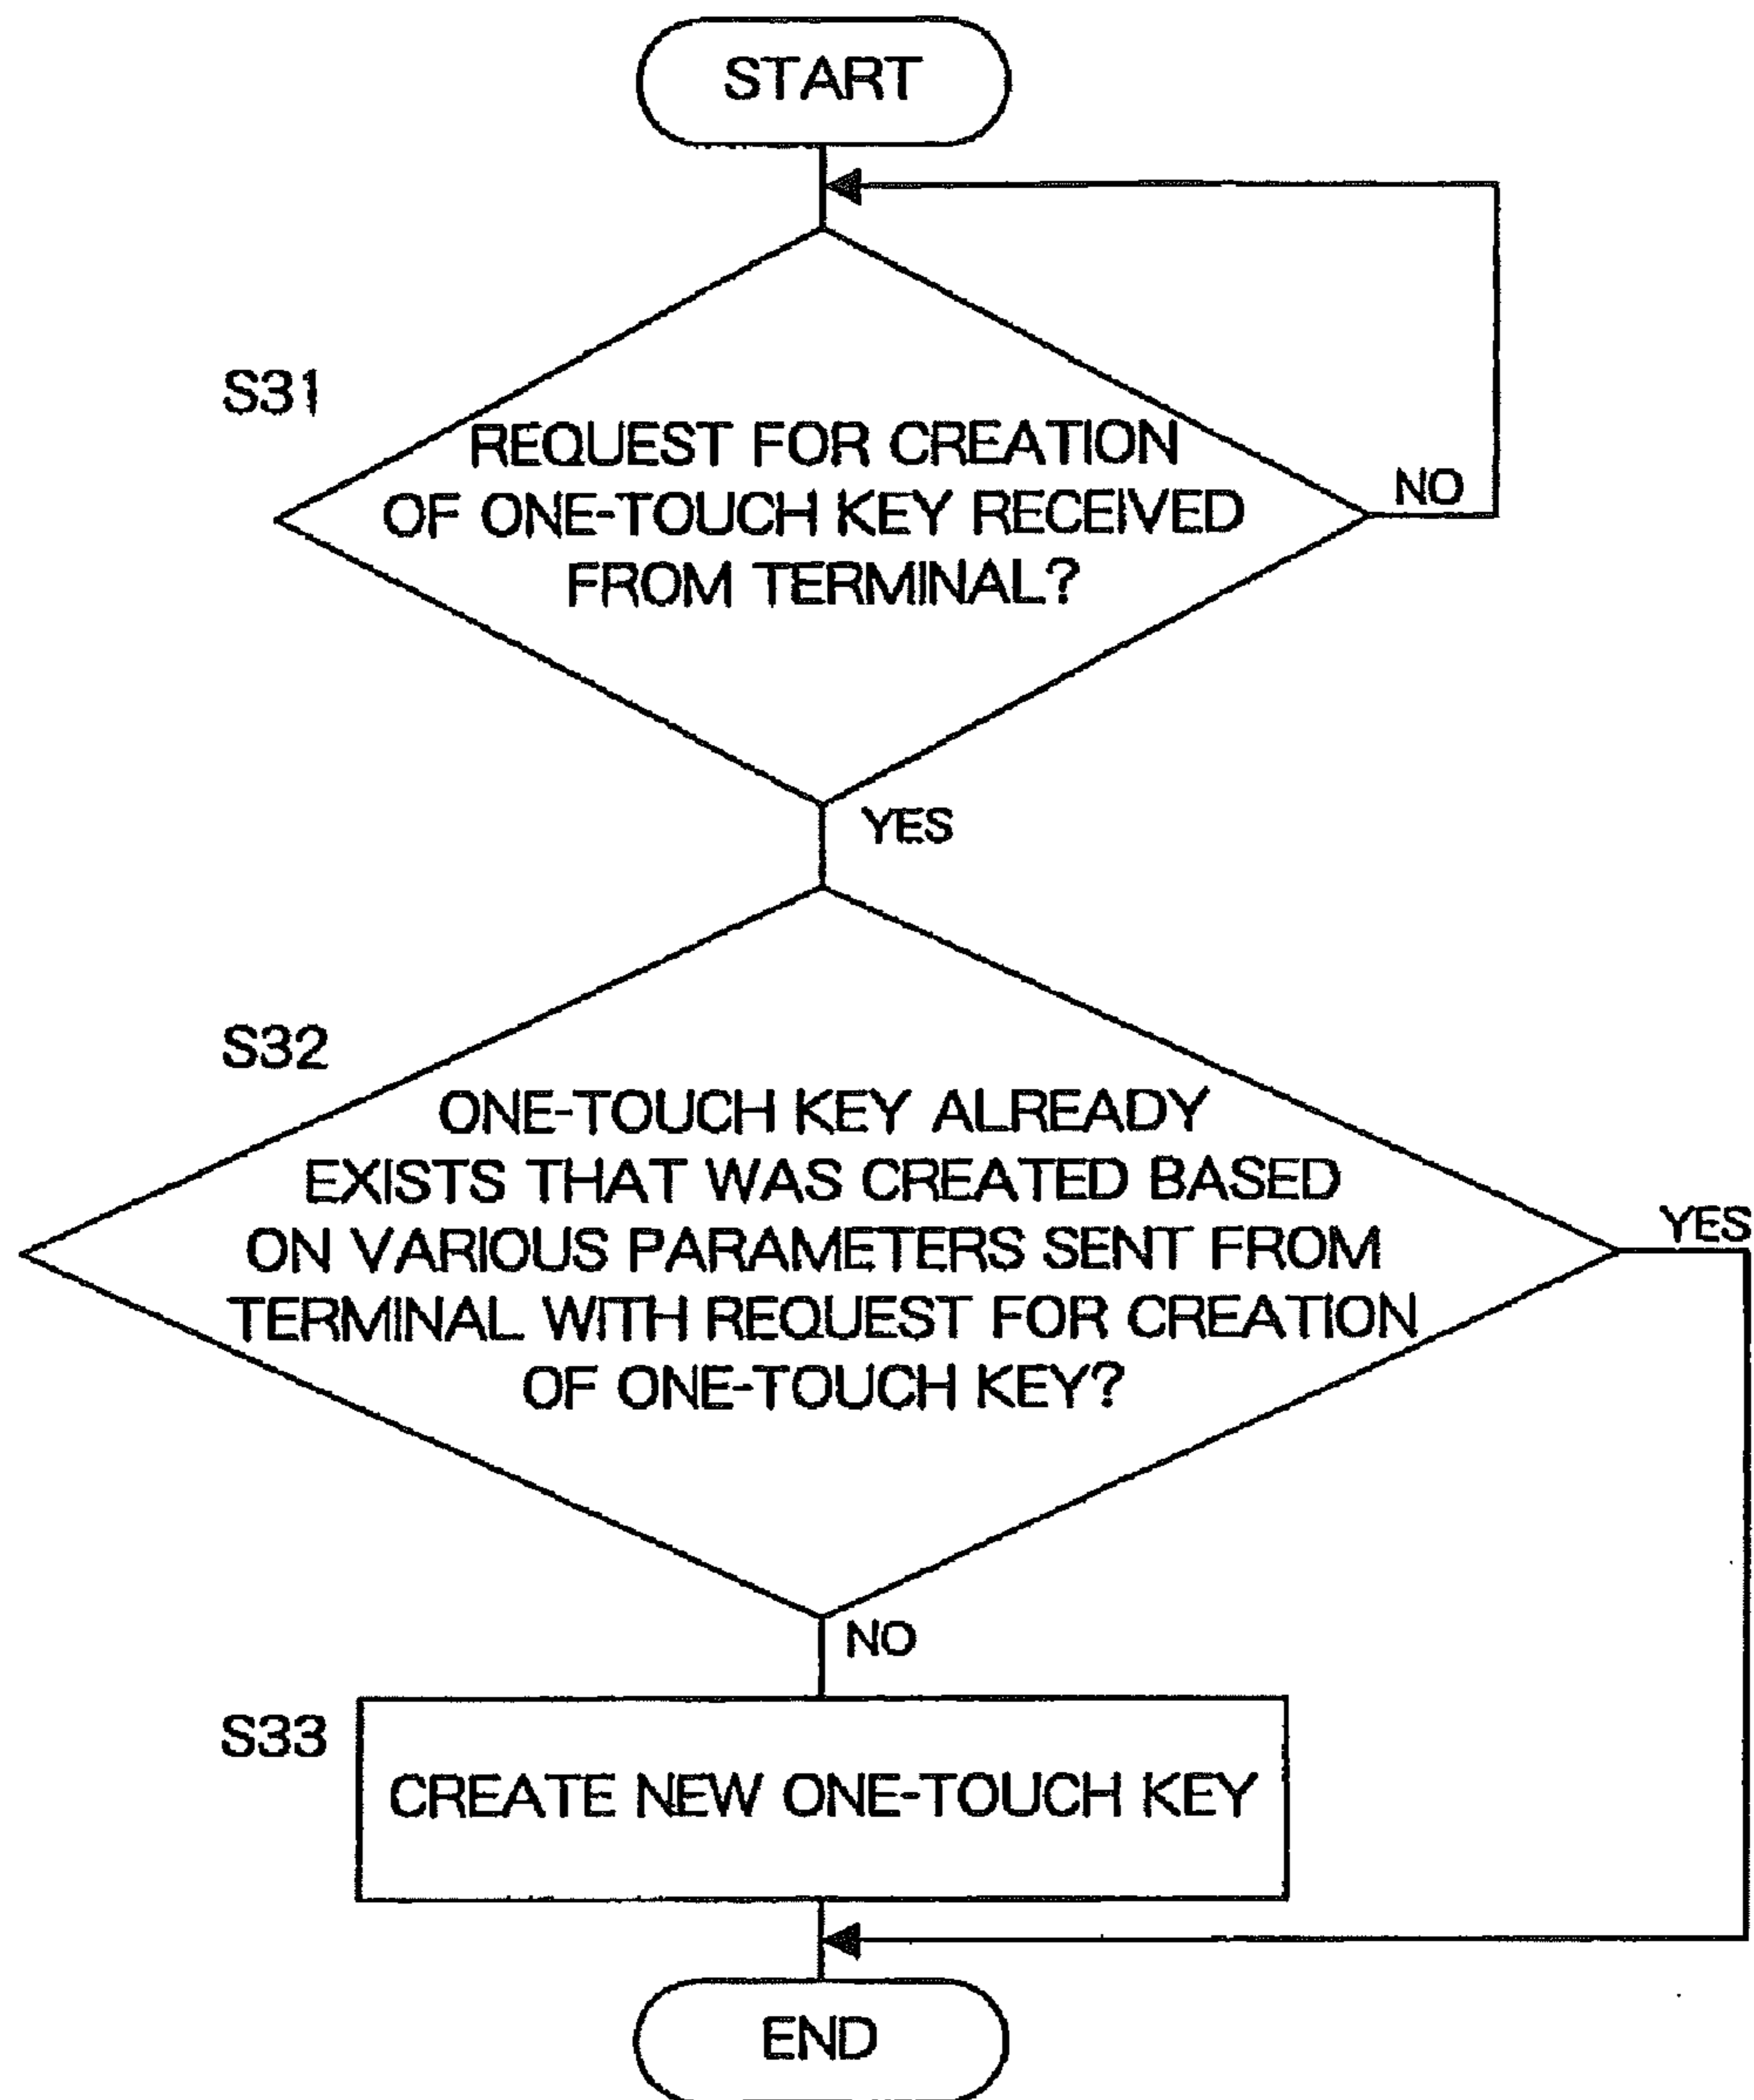 START
S31
REQUEST FOR CREATION
OF ONE-TOUCH KEY RECEIVED
FROM TERMINAL?
NO
YES
S32
ONE-TOUCH KEY ALREADY
EXISTS THAT WAS CREATED BASED
ON VARIOUS PARAMETERS SENT FROM
TERMINAL WITH REQUEST FOR CREATION
OF ONE-TOUCH KEY?
YES
NO
S33
CREATE NEW ONE-TOUCH KEY
END